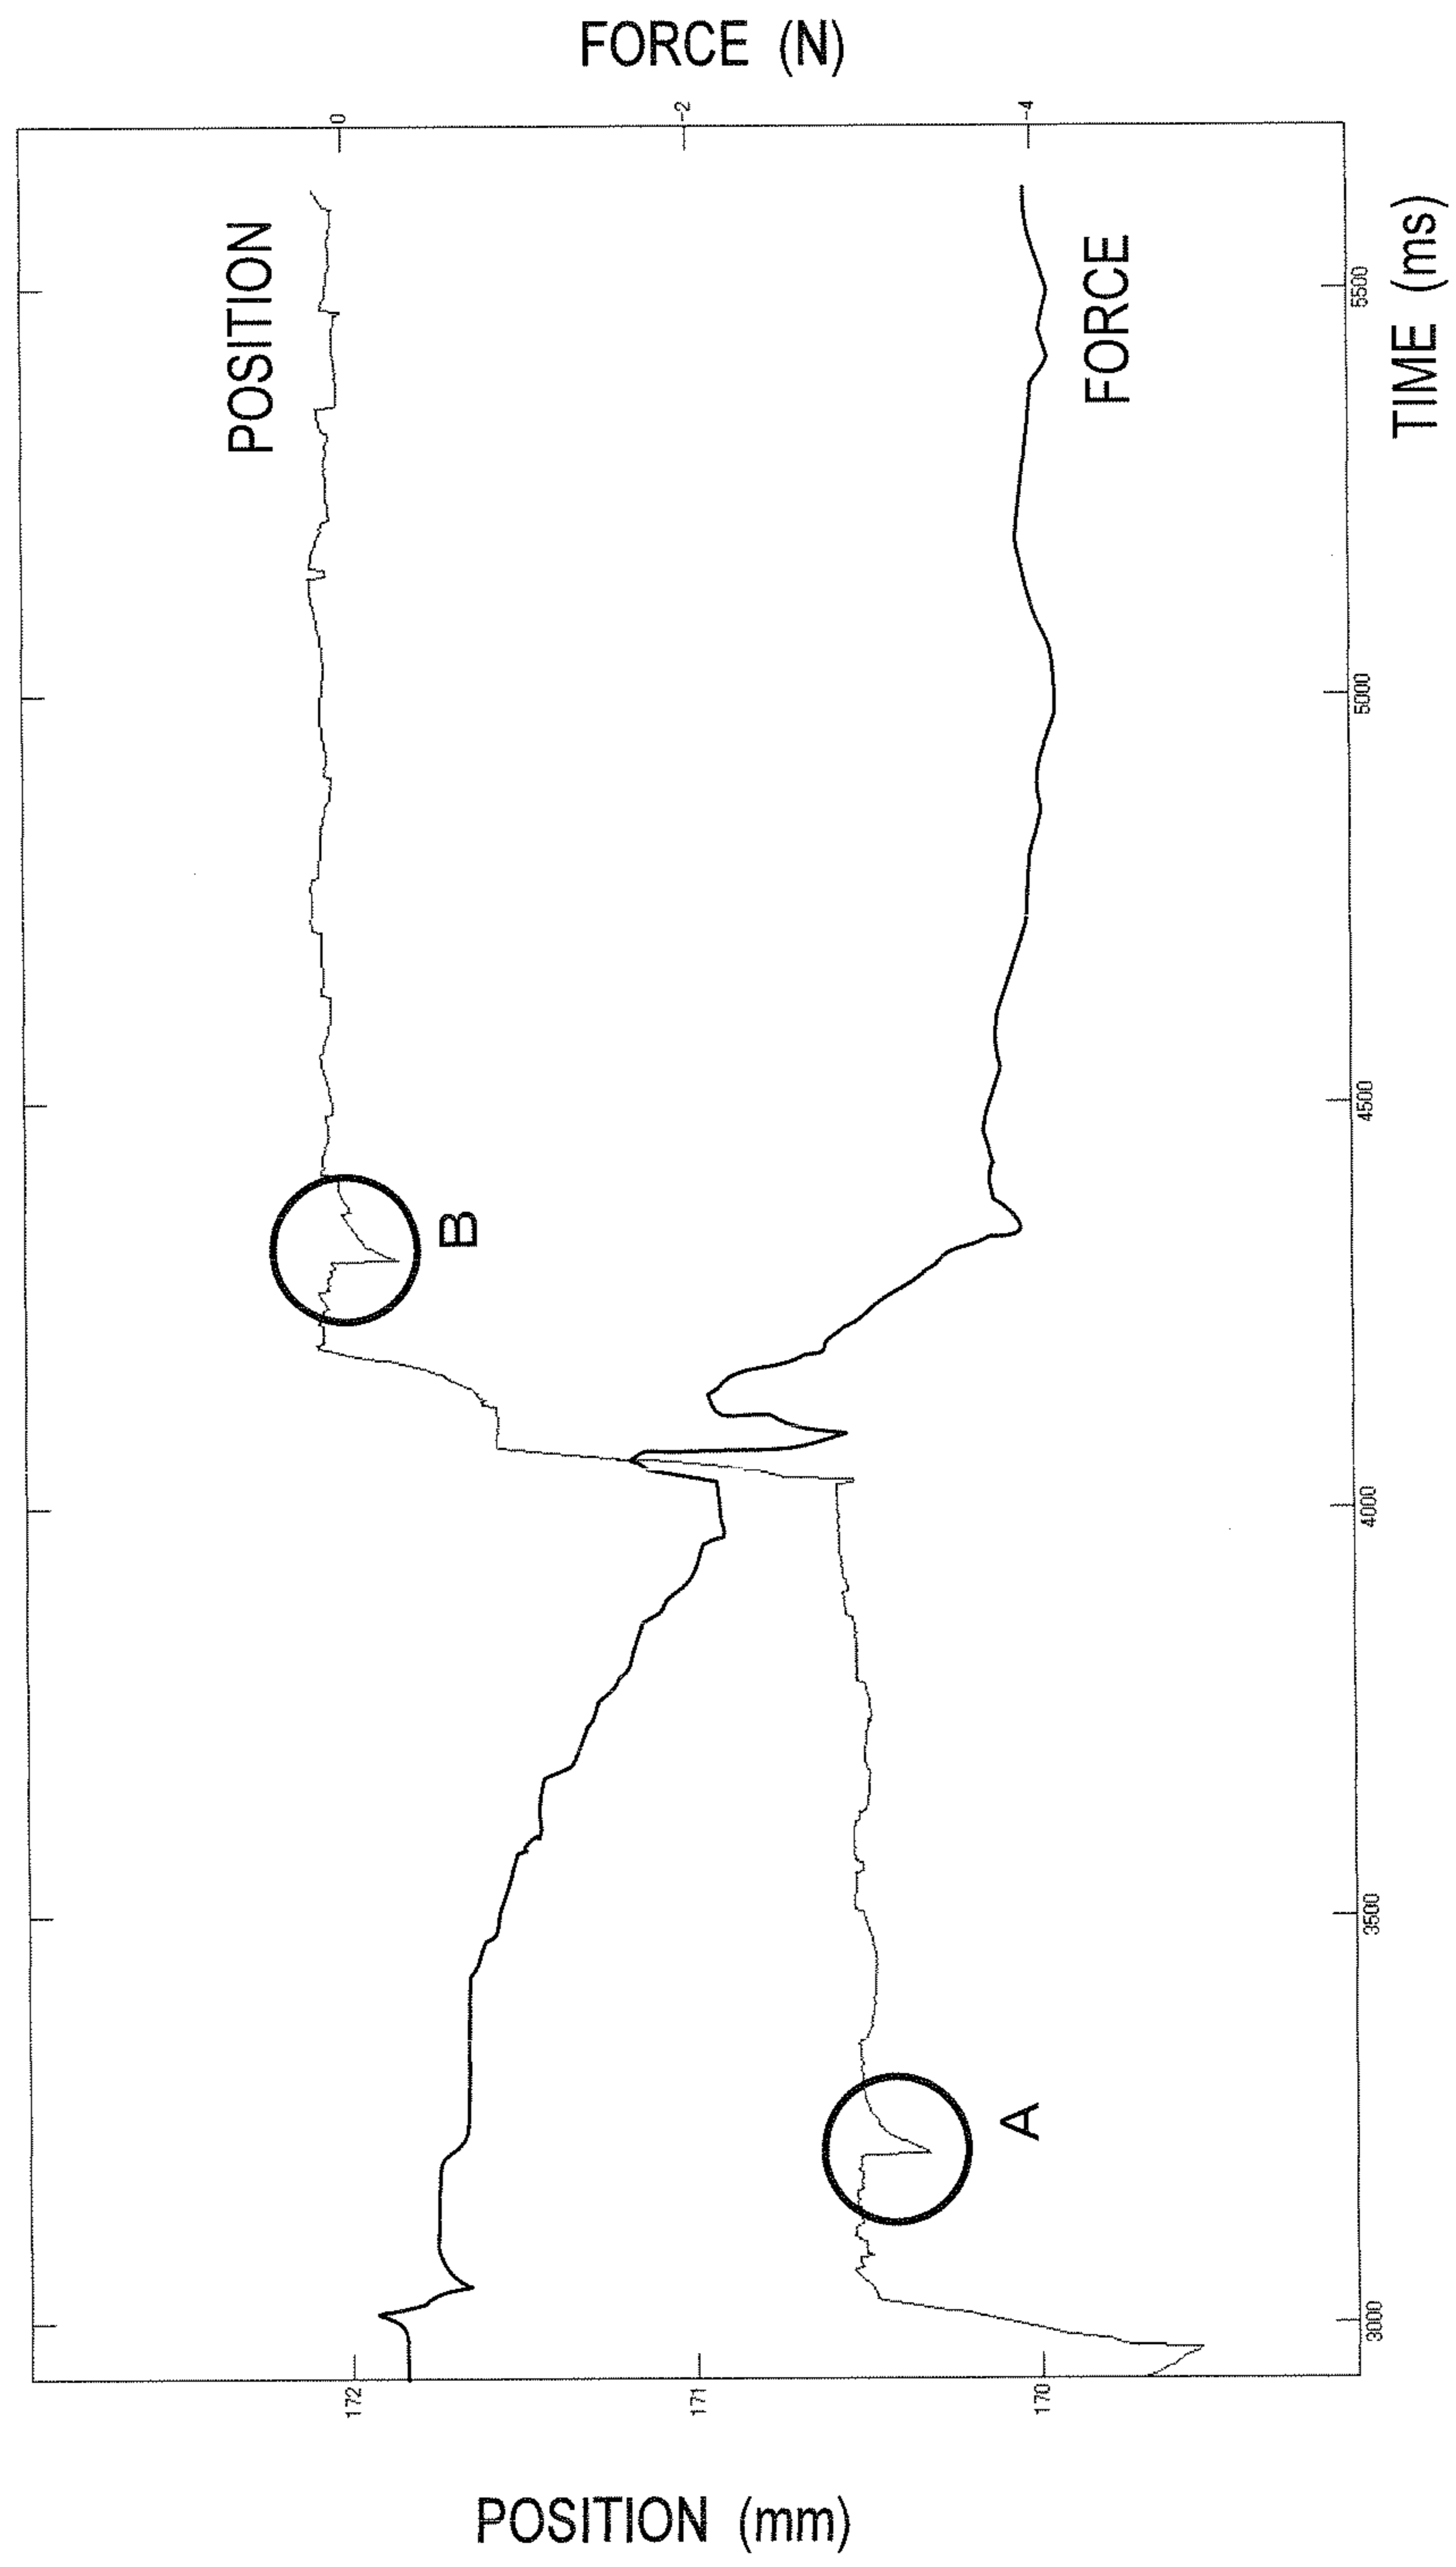 POSITION (mm)
172
171
170
3000
3500
4000
4500
5000
5500
TIME (ms)
A
B
POSITION
FORCE
0
-2
-4
FORCE (N)